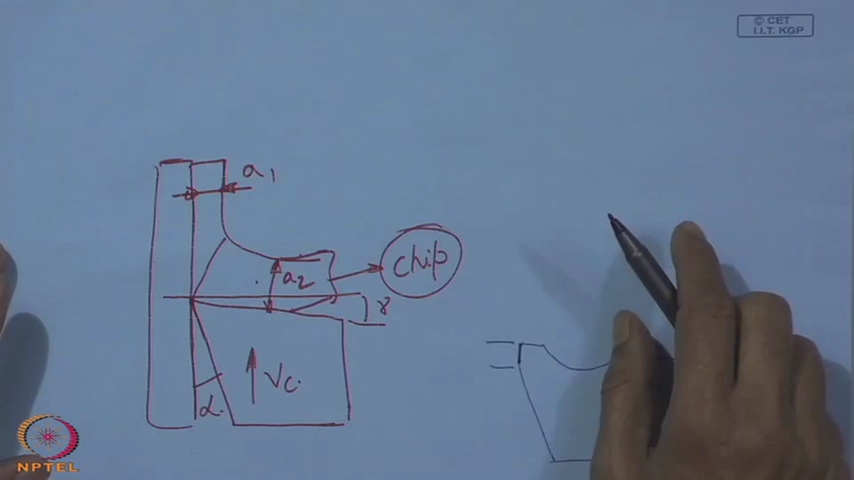 © CET
I.I.T. KGP
a1
a2
chip
γ
Vc.
α.
NPTEL